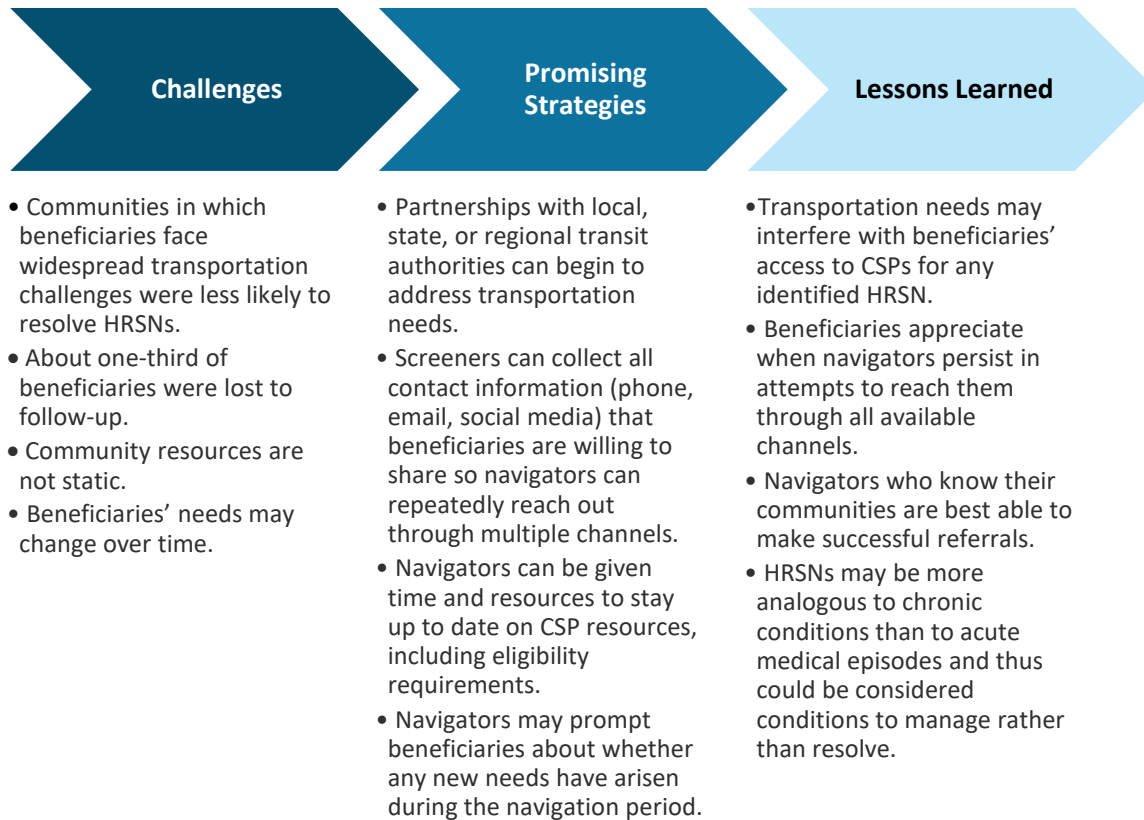 Challenges
Promising
Strategies
Lessons Learned
• Communities in which
beneficiaries face
widespread transportation
challenges were less likely to
resolve HRSNs.
• About one-third of
beneficiaries were lost to
follow-up.
• Community resources are
not static.
• Beneficiaries’ needs may
change over time.
• Partnerships with local,
state, or regional transit
authorities can begin to
address transportation
needs.
• Screeners can collect all
contact information (phone,
email, social media) that
beneficiaries are willing to
share so navigators can
repeatedly reach out
through multiple channels.
• Navigators can be given
time and resources to stay
up to date on CSP resources,
including eligibility
requirements.
• Navigators may prompt
beneficiaries about whether
any new needs have arisen
during the navigation period.
•Transportation needs may
interfere with beneficiaries’
access to CSPs for any
identified HRSN.
• Beneficiaries appreciate
when navigators persist in
attempts to reach them
through all available
channels.
• Navigators who know their
communities are best able to
make successful referrals.
• HRSNs may be more
analogous to chronic
conditions than to acute
medical episodes and thus
could be considered
conditions to manage rather
than resolve.